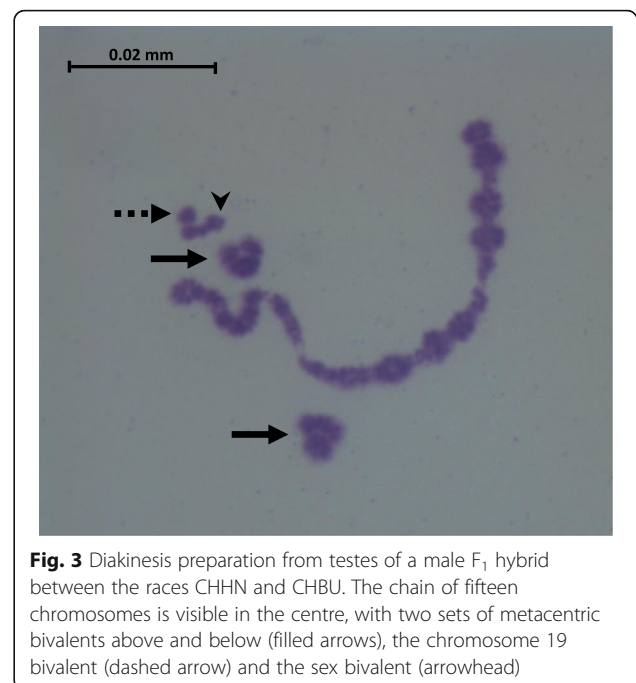 0.02 mm
Fig. 3 Diakinesis preparation from testes of a male F₁ hybrid
between the races CHHN and CHBU. The chain of fifteen
chromosomes is visible in the centre, with two sets of metacentric
bivalents above and below (filled arrows), the chromosome 19
bivalent (dashed arrow) and the sex bivalent (arrowhead)